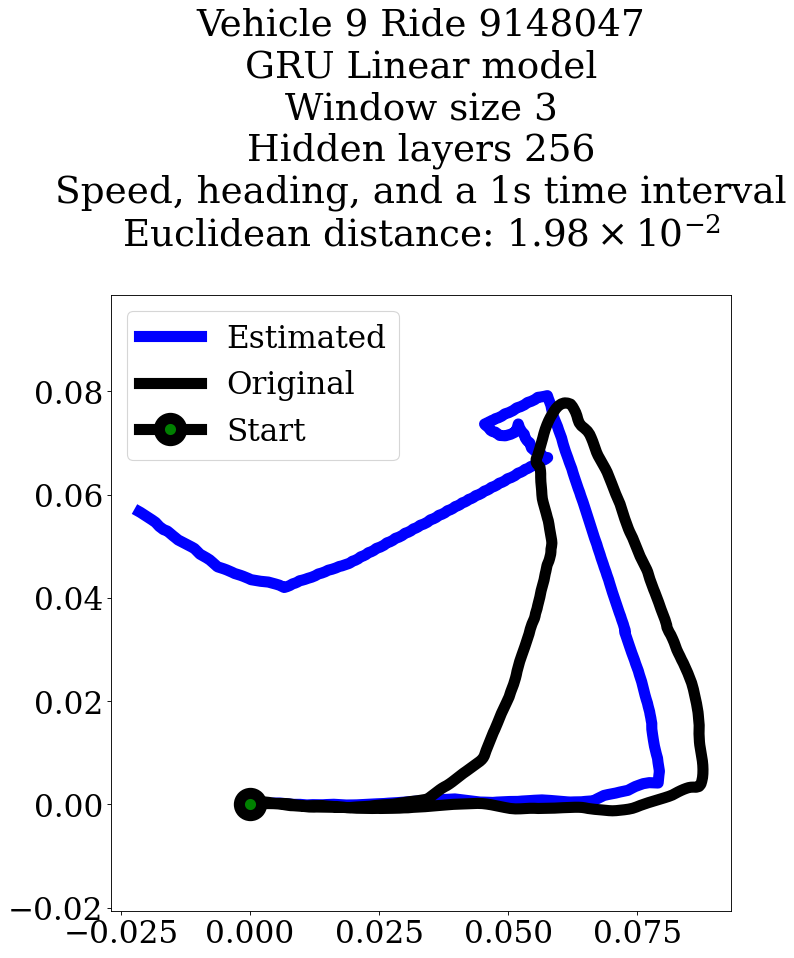 Vehicle 9 Ride 9148047
GRU Linear model
Window size 3
Hidden layers 256
Speed, heading, and a 1s time interval
Euclidean distance: 1.98 × 10⁻²
Estimated
Original
Start
0.08
0.06
0.04
0.02
0.00
−0.02
−0.025 0.000 0.025 0.050 0.075